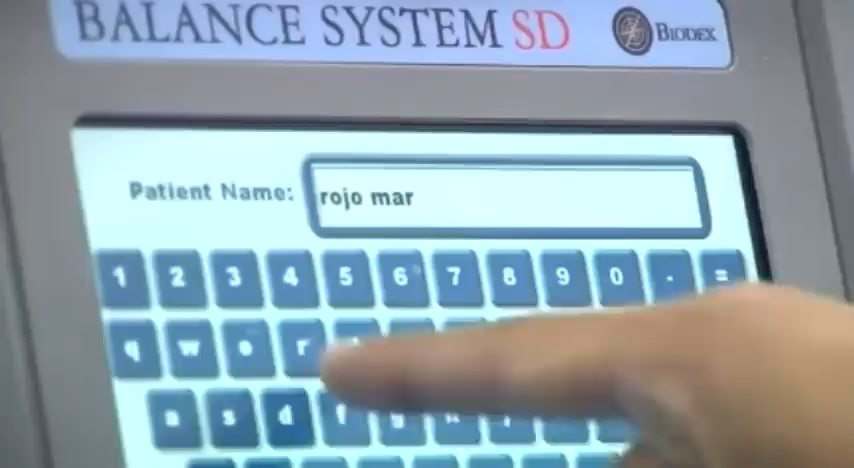 BALANCE SYSTEM SD BIODEX
Patient Name: rojo mar
1 2 3 4 5 6 7 8 9 0 - =
q w e r
a s d f g h